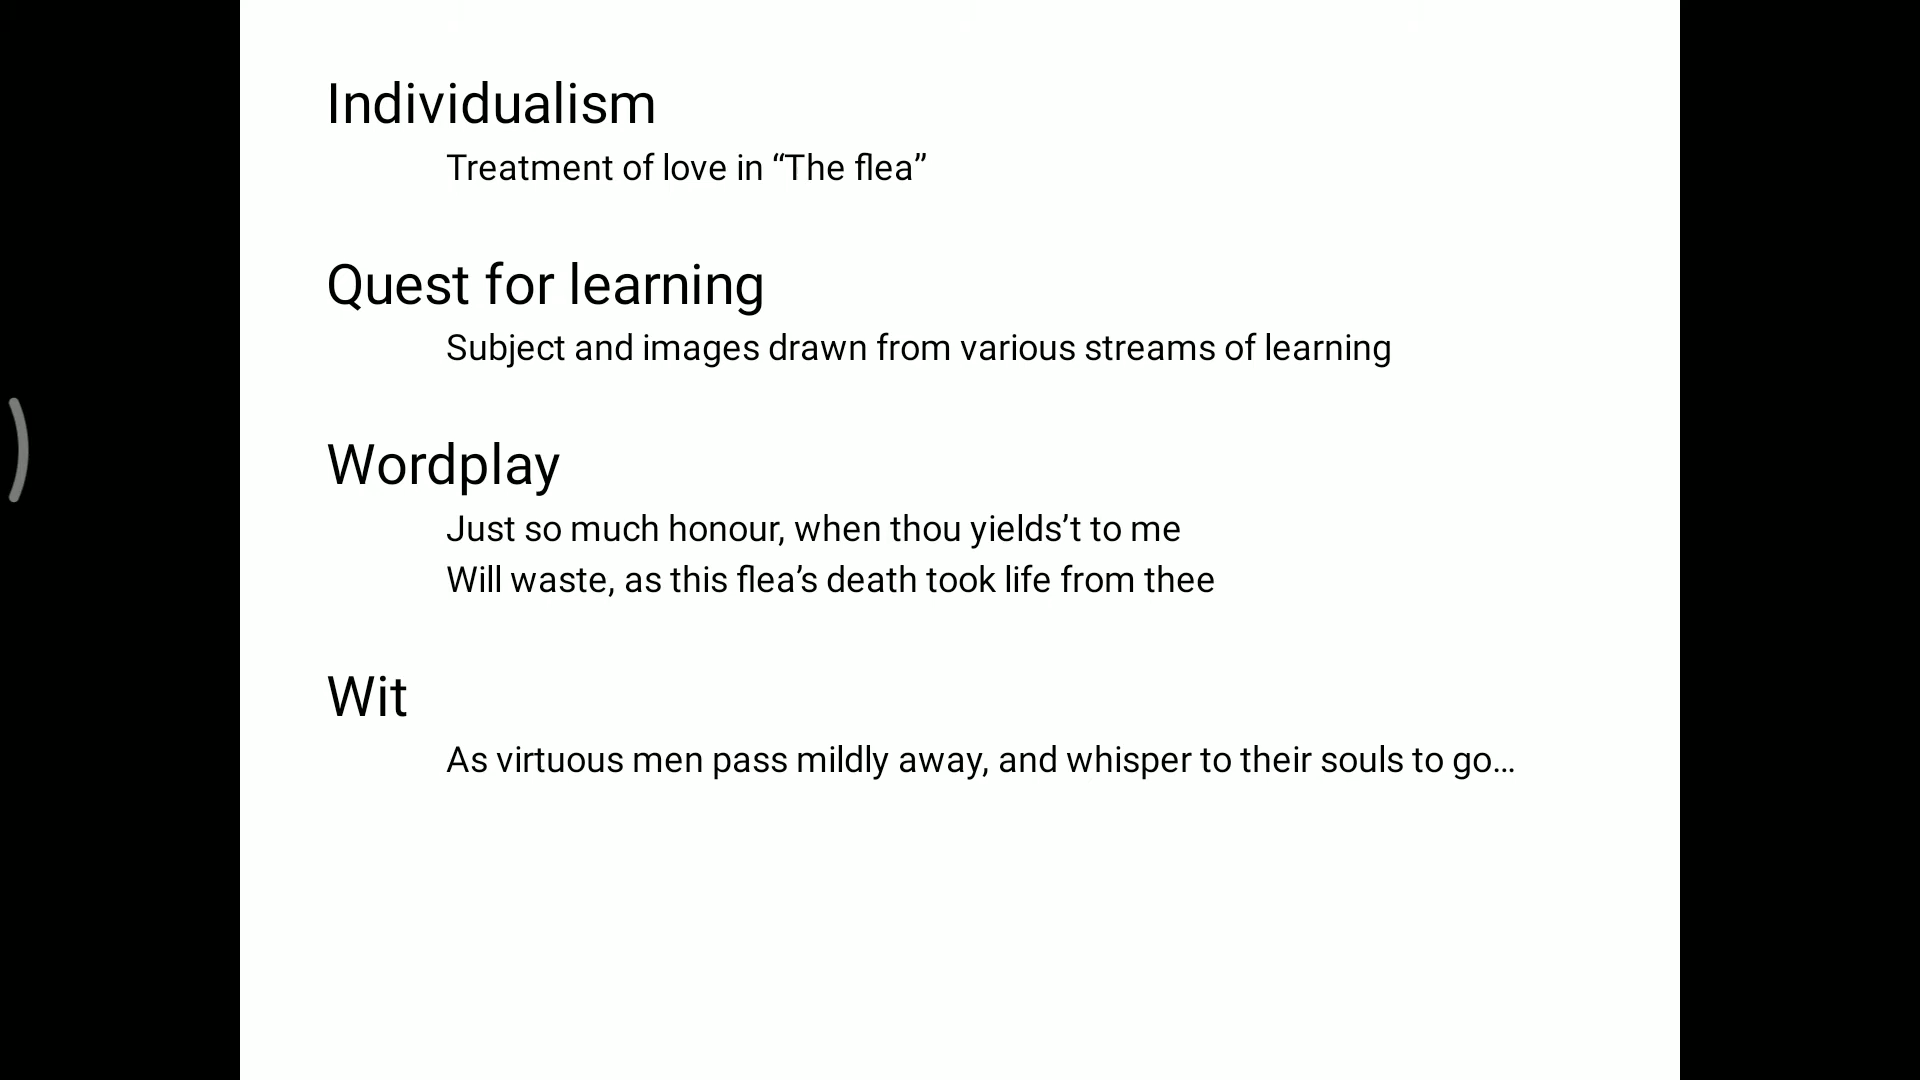 Individualism
Treatment of love in “The flea”
Quest for learning
Subject and images drawn from various streams of learning
Wordplay
Just so much honour, when thou yields’t to me
Will waste, as this flea’s death took life from thee
Wit
As virtuous men pass mildly away, and whisper to their souls to go…